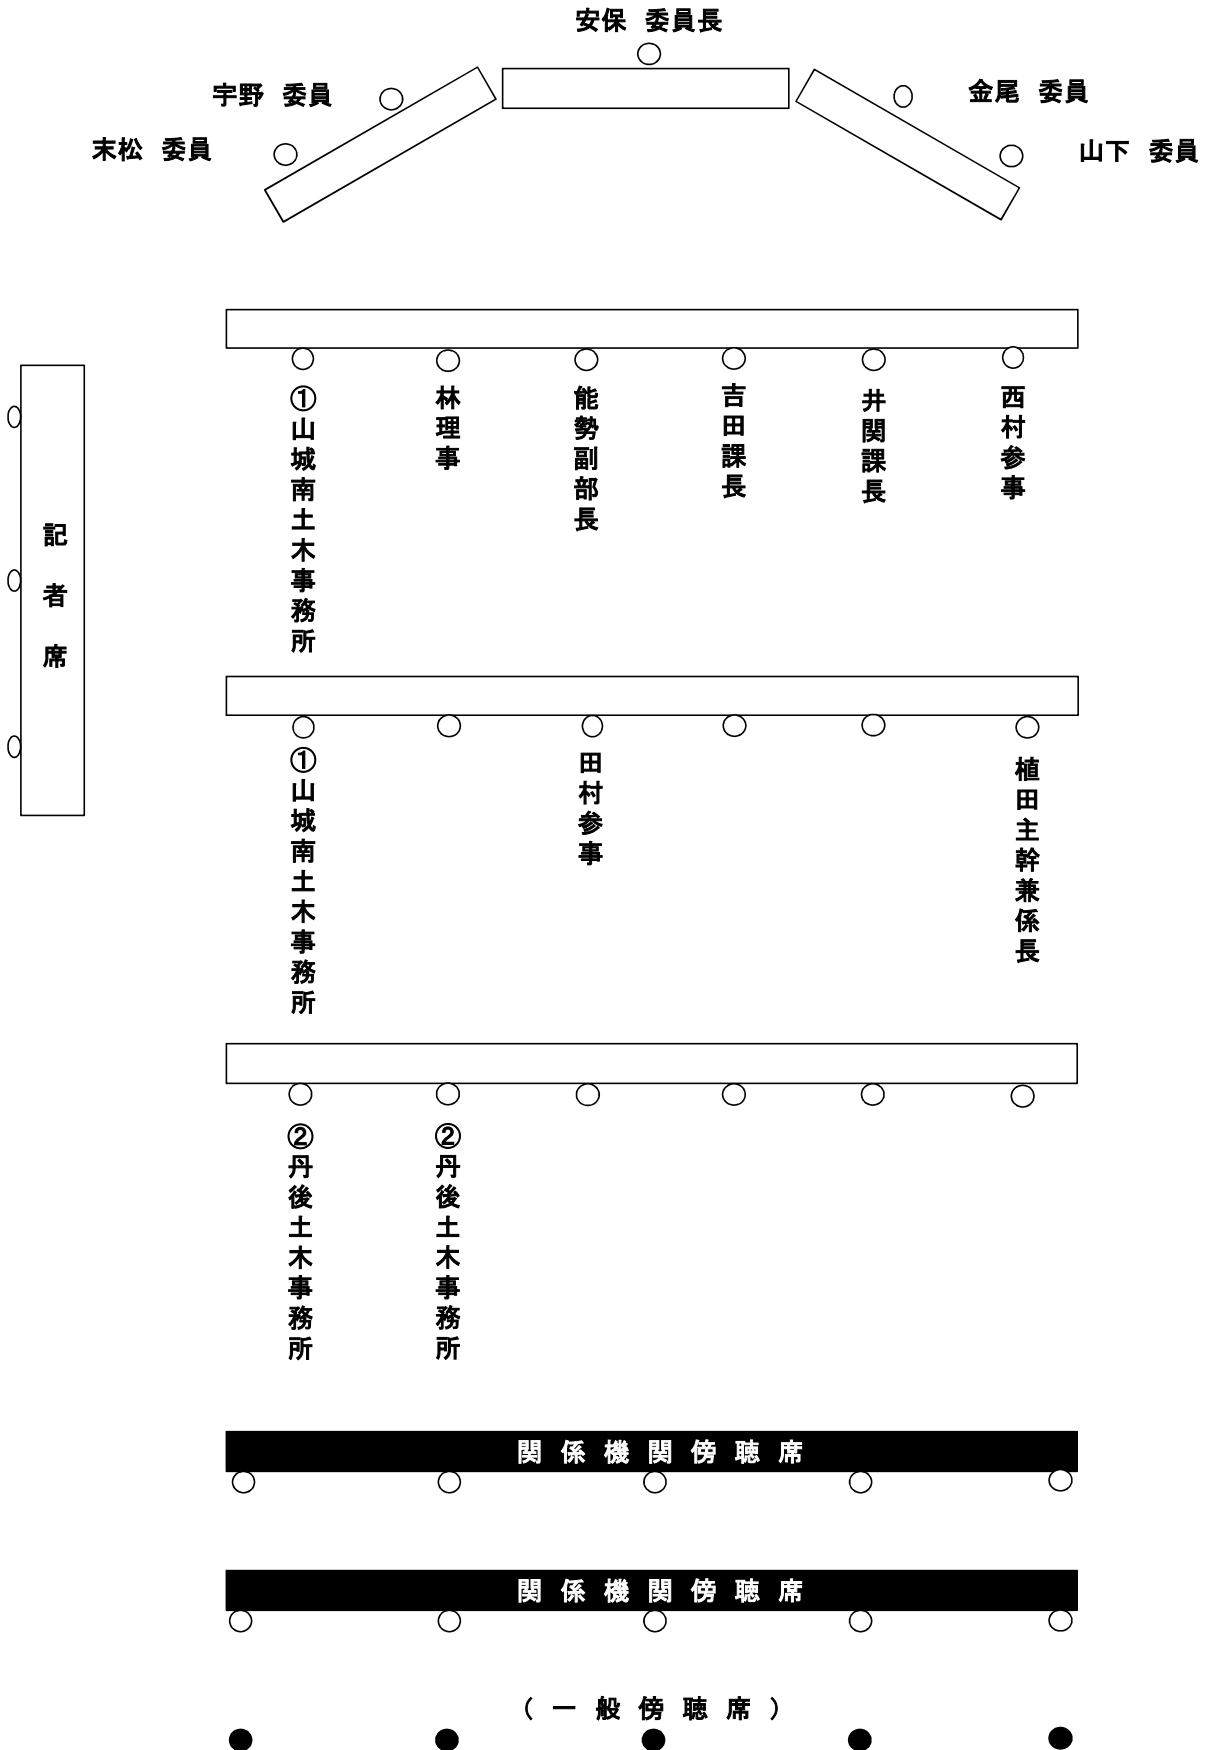 安保 委員長
宇野 委員
金尾 委員
末松 委員
山下 委員
記者席
①山城南土木事務所
林理事
能勢副部長
吉田課長
井関課長
西村参事
①山城南土木事務所
田村参事
植田主幹兼係長
②丹後土木事務所
②丹後土木事務所
関係機関傍聴席
関係機関傍聴席
(一般傍聴席)